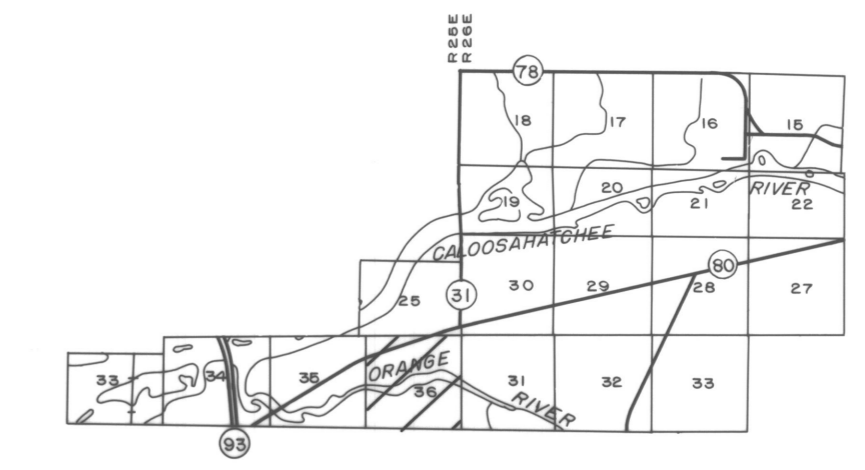 R25E
R26E
78
18 17 16 15
19 20 21 22
RIVER
CALOOSAHATCHEE
25 31 30 29 28 27
80
33 34 35 36 31 32 33
ORANGE
RIVER
93